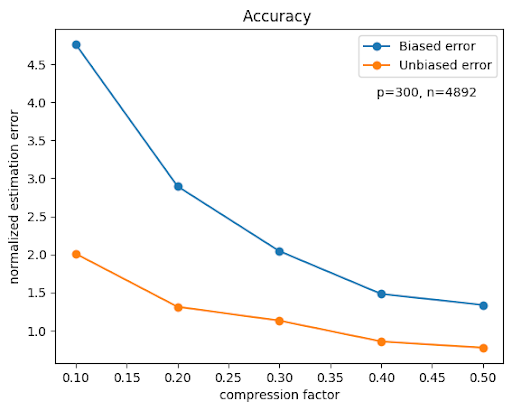 Accuracy
Biased error
Unbiased error
p=300, n=4892
normalized estimation error
4.5
4.0
3.5
3.0
2.5
2.0
1.5
1.0
0.10 0.15 0.20 0.25 0.30 0.35 0.40 0.45 0.50
compression factor